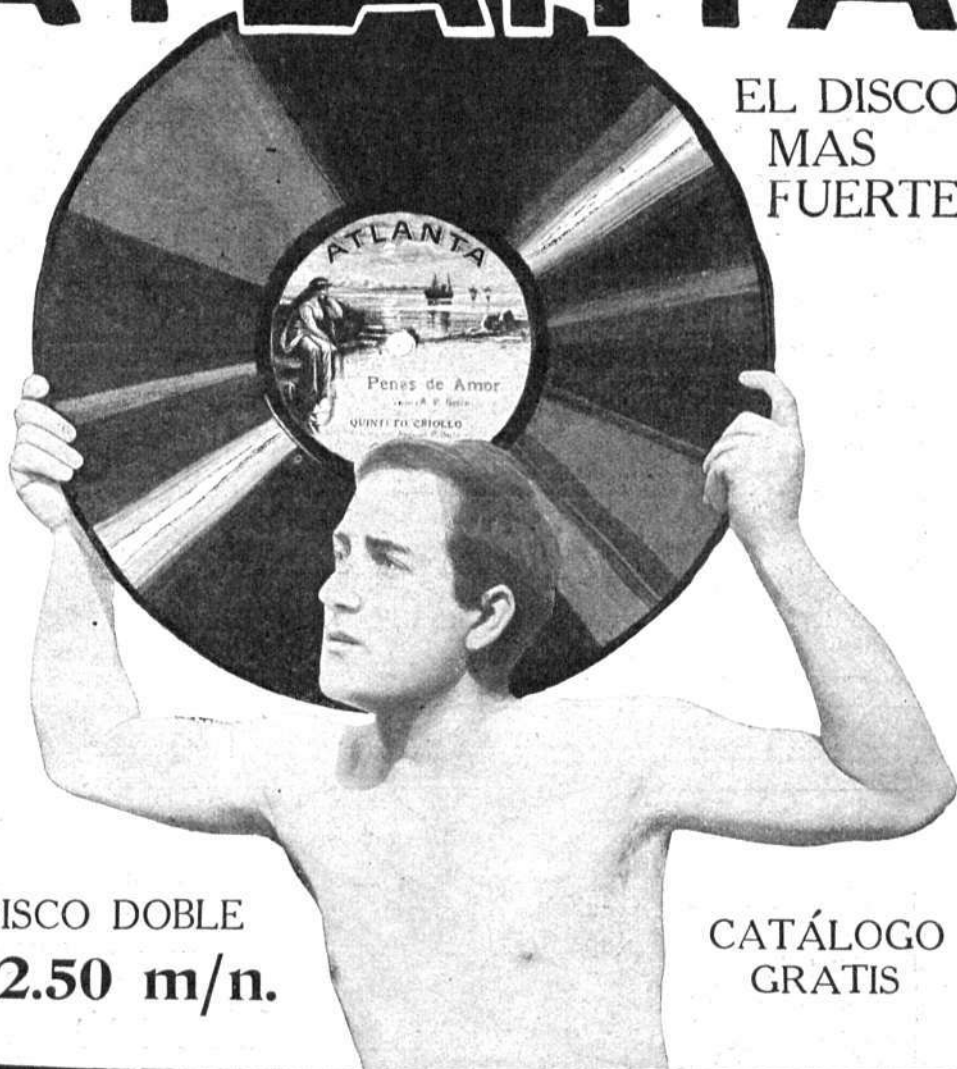 ATLANTA
EL DISCO
MAS
FUERTE
ATLANTA
Penas de Amor
QUINTETO CRIOLLO
ISCO DOBLE
2.50 m/n.
CATÁLOGO
GRATIS